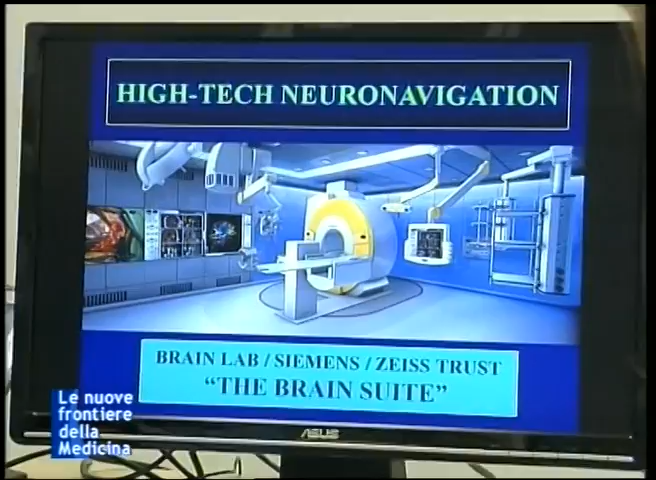 HIGH-TECH NEURONAVIGATION
BRAIN LAB / SIEMENS / ZEISS TRUST
“THE BRAIN SUITE”
Le nuove
frontiere
della
Medicina
ASUS